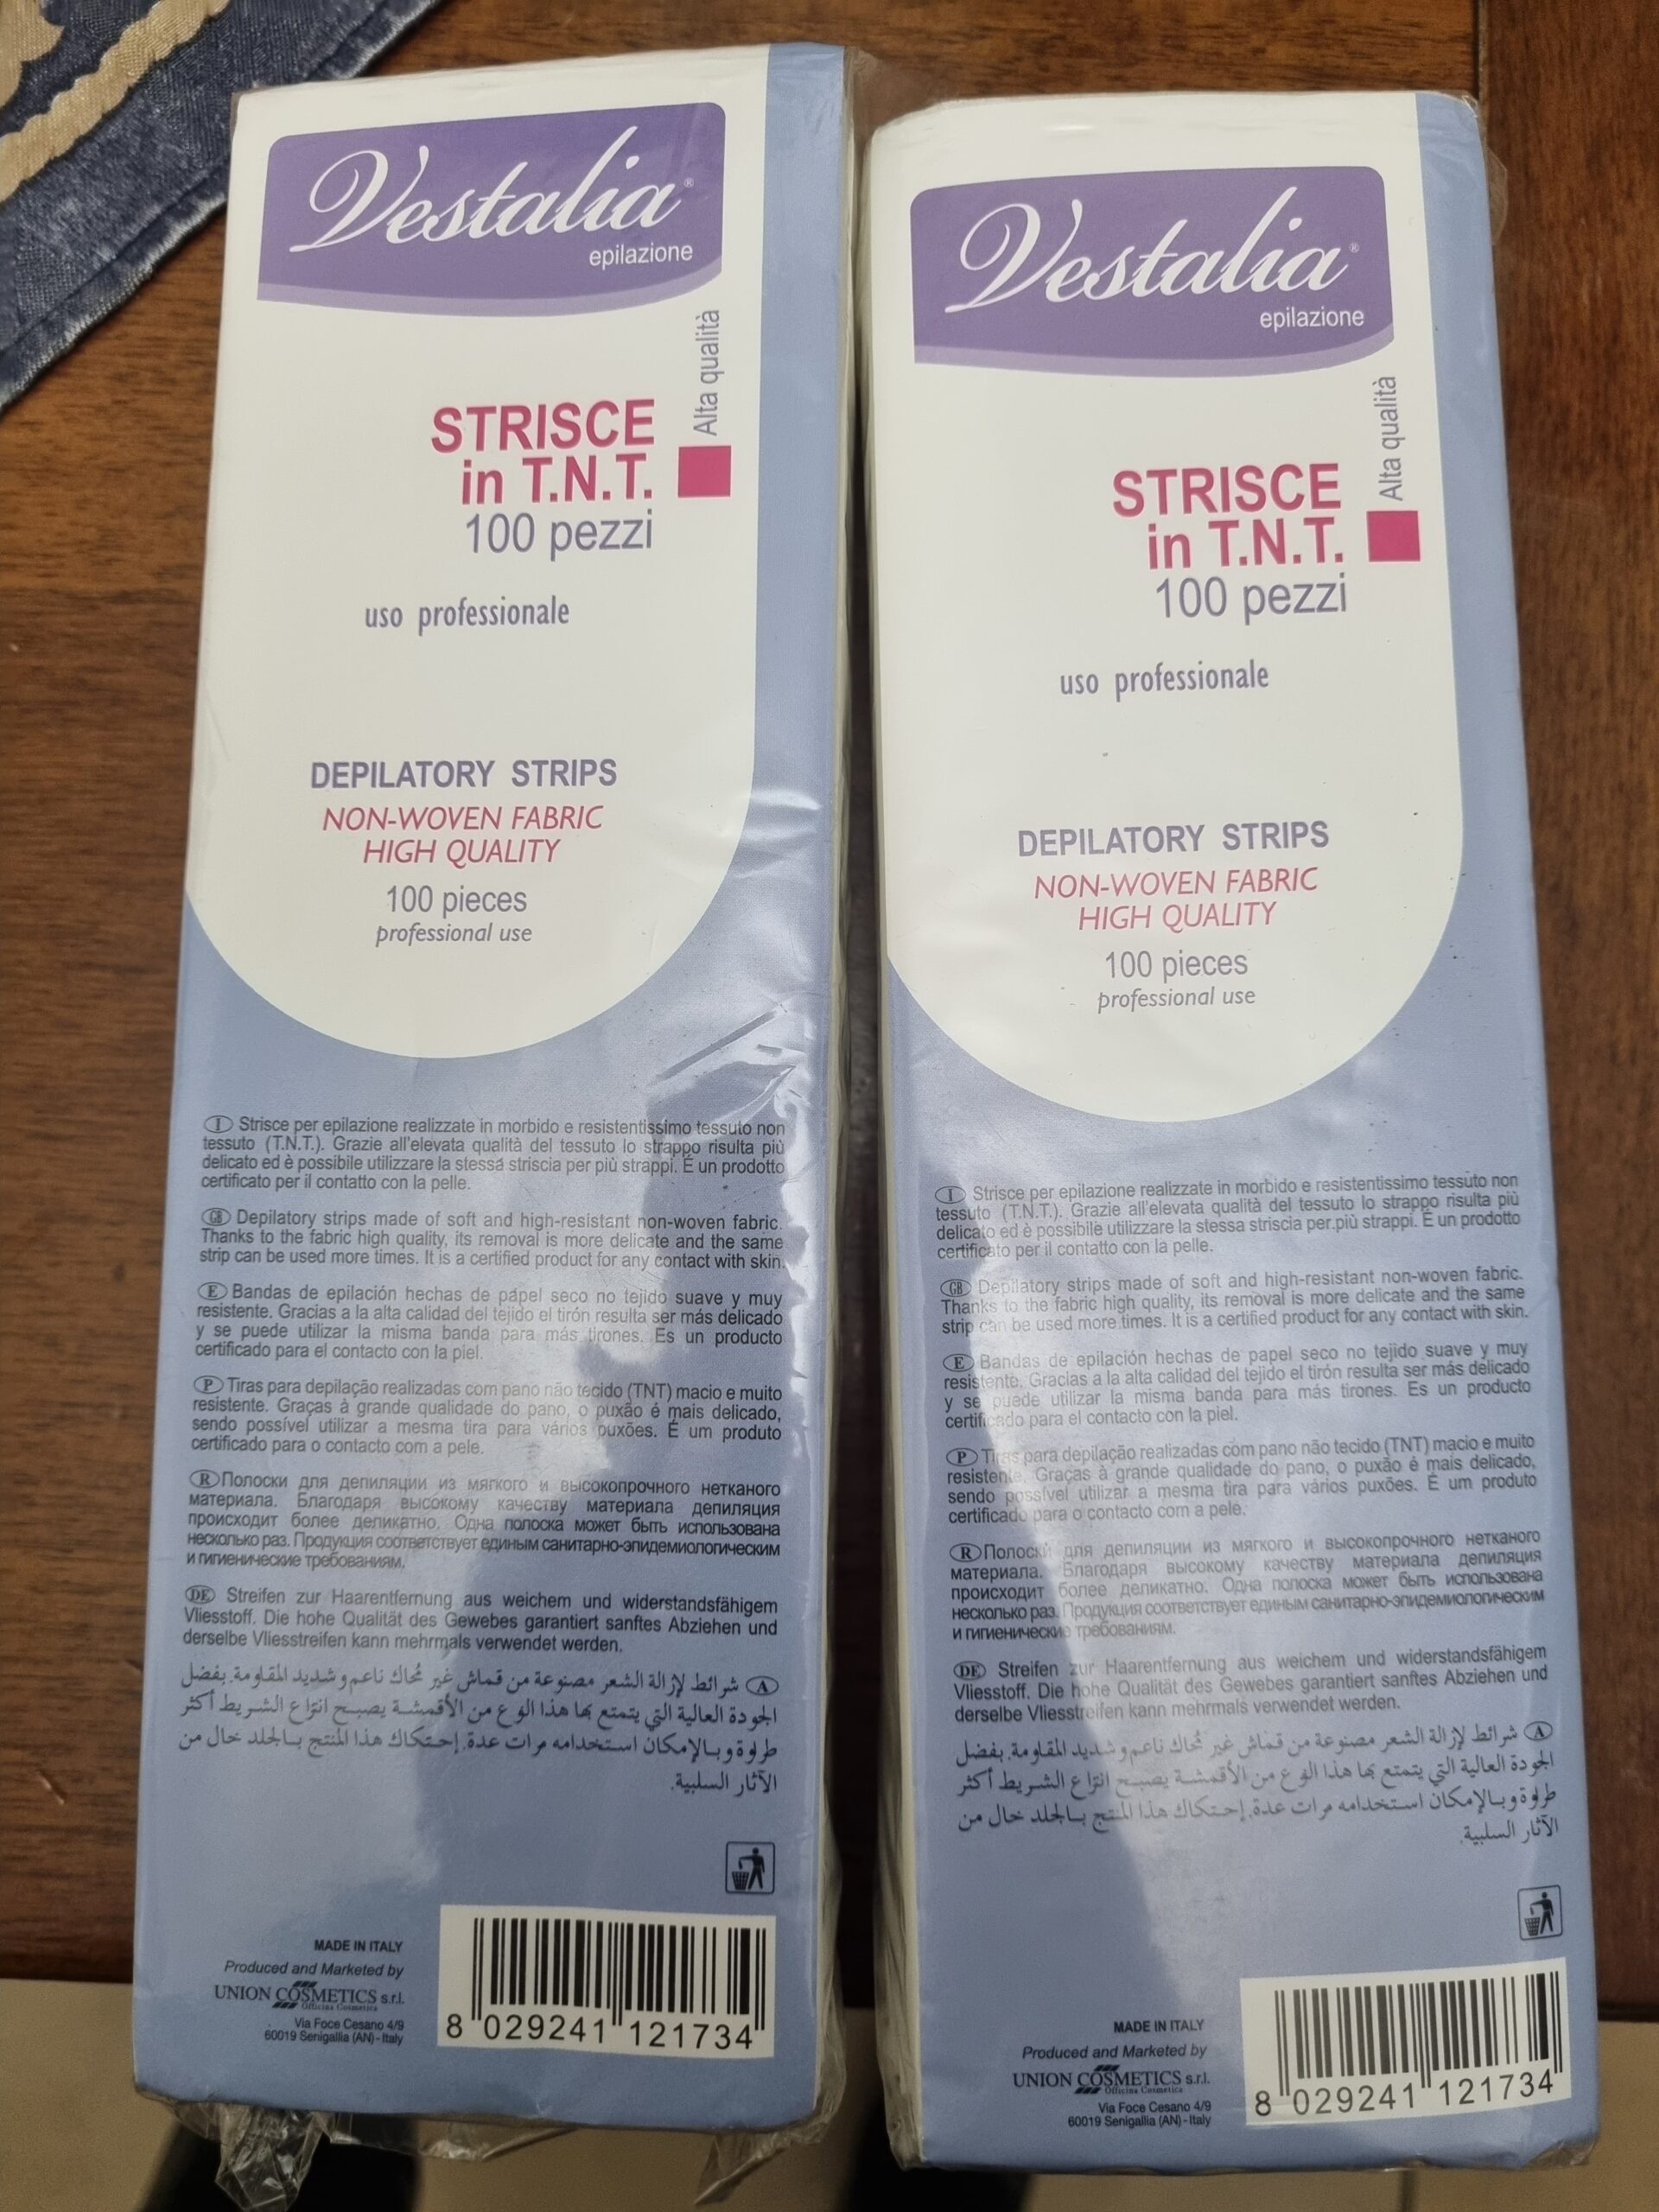 Vestalia®
epilazione
Alta qualità
STRISCE
in T.N.T.
100 pezzi
uso professionale
DEPILATORY STRIPS
NON-WOVEN FABRIC
HIGH QUALITY
100 pieces
professional use
I Strisce per epilazione realizzate in morbido e resistentissimo tessuto non
tessuto (T.N.T.). Grazie all'elevata qualità del tessuto lo strappo risulta più
delicato ed è possibile utilizzare la stessa striscia per più strappi. É un prodotto
certificato per il contatto con la pelle.
GB Depilatory strips made of soft and high-resistant non-woven fabric.
Thanks to the fabric high quality, its removal is more delicate and the same
strip can be used more times. It is a certified product for any contact with skin.
E Bandas de epilación hechas de papel seco no tejido suave y muy
resistente. Gracias a la alta calidad del tejido el tirón resulta ser más delicado
y se puede utilizar la misma banda para más tirones. Es un producto
certificado para el contacto con la piel.
P Tiras para depilação realizadas com pano não tecido (TNT) macio e muito
resistente. Graças à grande qualidade do pano, o puxão é mais delicado,
sendo possível utilizar a mesma tira para vários puxões. É um produto
certificado para o contacto com a pele.
R Полоски для депиляции из мягкого и высокопрочного нетканого
материала. Благодаря высокому качеству материала депиляция
происходит более деликатно. Одна полоска может быть использована
несколько раз. Продукция соответствует единым санитарно-эпидемиологическим
и гигиенические требованиям.
DE Streifen zur Haarentfernung aus weichem und widerstandsfähigem
Vliesstoff. Die hohe Qualität des Gewebes garantiert sanftes Abziehen und
derselbe Vliesstreifen kann mehrmals verwendet werden.
A شرائط لإزالة الشعر مصنوعة من قماش غير مُحاك ناعم وشديد المقاومة. بفضل
الجودة العالية التي يتمتع بها هذا النوع من الأقمشة يصبح انتزاع الشريط أكثر
طراوة وبالإمكان استخدامه مرات عدة. إحتكاك هذا المنتج بالجلد خال من
الآثار السلبية.
MADE IN ITALY
Produced and Marketed by
UNION COSMETICS s.r.l.
Officina Cosmetica
Via Foce Cesano 4/9
60019 Senigallia (AN) - Italy
8 029241 121734
Vestalia®
epilazione
Alta qualità
STRISCE
in T.N.T.
100 pezzi
uso professionale
DEPILATORY STRIPS
NON-WOVEN FABRIC
HIGH QUALITY
100 pieces
professional use
I Strisce per epilazione realizzate in morbido e resistentissimo tessuto non
tessuto (T.N.T.). Grazie all'elevata qualità del tessuto lo strappo risulta più
delicato ed è possibile utilizzare la stessa striscia per più strappi. É un prodotto
certificato per il contatto con la pelle.
GB Depilatory strips made of soft and high-resistant non-woven fabric.
Thanks to the fabric high quality, its removal is more delicate and the same
strip can be used more times. It is a certified product for any contact with skin.
E Bandas de epilación hechas de papel seco no tejido suave y muy
resistente. Gracias a la alta calidad del tejido el tirón resulta ser más delicado
y se puede utilizar la misma banda para más tirones. Es un producto
certificado para el contacto con la piel.
P Tiras para depilação realizadas com pano não tecido (TNT) macio e muito
resistente. Graças à grande qualidade do pano, o puxão é mais delicado,
sendo possível utilizar a mesma tira para vários puxões. É um produto
certificado para o contacto com a pele.
R Полоски для депиляции из мягкого и высокопрочного нетканого
материала. Благодаря высокому качеству материала депиляция
происходит более деликатно. Одна полоска может быть использована
несколько раз. Продукция соответствует единым санитарно-эпидемиологическим
и гигиенические требованиям.
DE Streifen zur Haarentfernung aus weichem und widerstandsfähigem
Vliesstoff. Die hohe Qualität des Gewebes garantiert sanftes Abziehen und
derselbe Vliesstreifen kann mehrmals verwendet werden.
A شرائط لإزالة الشعر مصنوعة من قماش غير مُحاك ناعم وشديد المقاومة. بفضل
الجودة العالية التي يتمتع بها هذا النوع من الأقمشة يصبح انتزاع الشريط أكثر
طراوة وبالإمكان استخدامه مرات عدة. إحتكاك هذا المنتج بالجلد خال من
الآثار السلبية.
MADE IN ITALY
Produced and Marketed by
UNION COSMETICS s.r.l.
Officina Cosmetica
Via Foce Cesano 4/9
60019 Senigallia (AN) - Italy
8 029241 121734